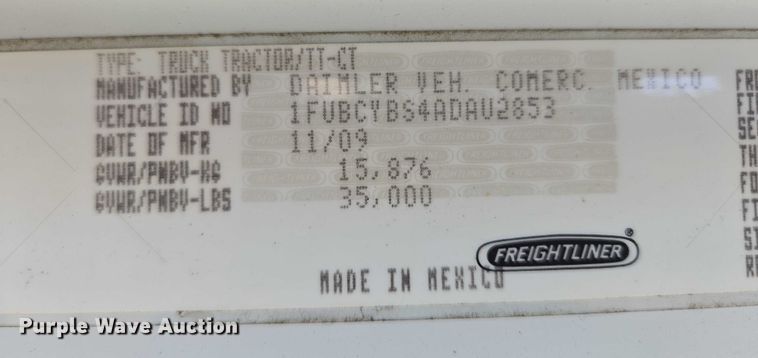 TYPE: TRUCK TRACTOR/TT-CT
MANUFACTURED BY DAIMLER VEH. COMERC. MEXICO
VEHICLE ID NO 1FVBCYBS4ADAV2853
DATE OF MFR 11/09
GVWR/PNBV-KG 15,876
GVWR/PNBV-LBS 35,000
FREIGHTLINER®
MADE IN MEXICO
Purple Wave Auction